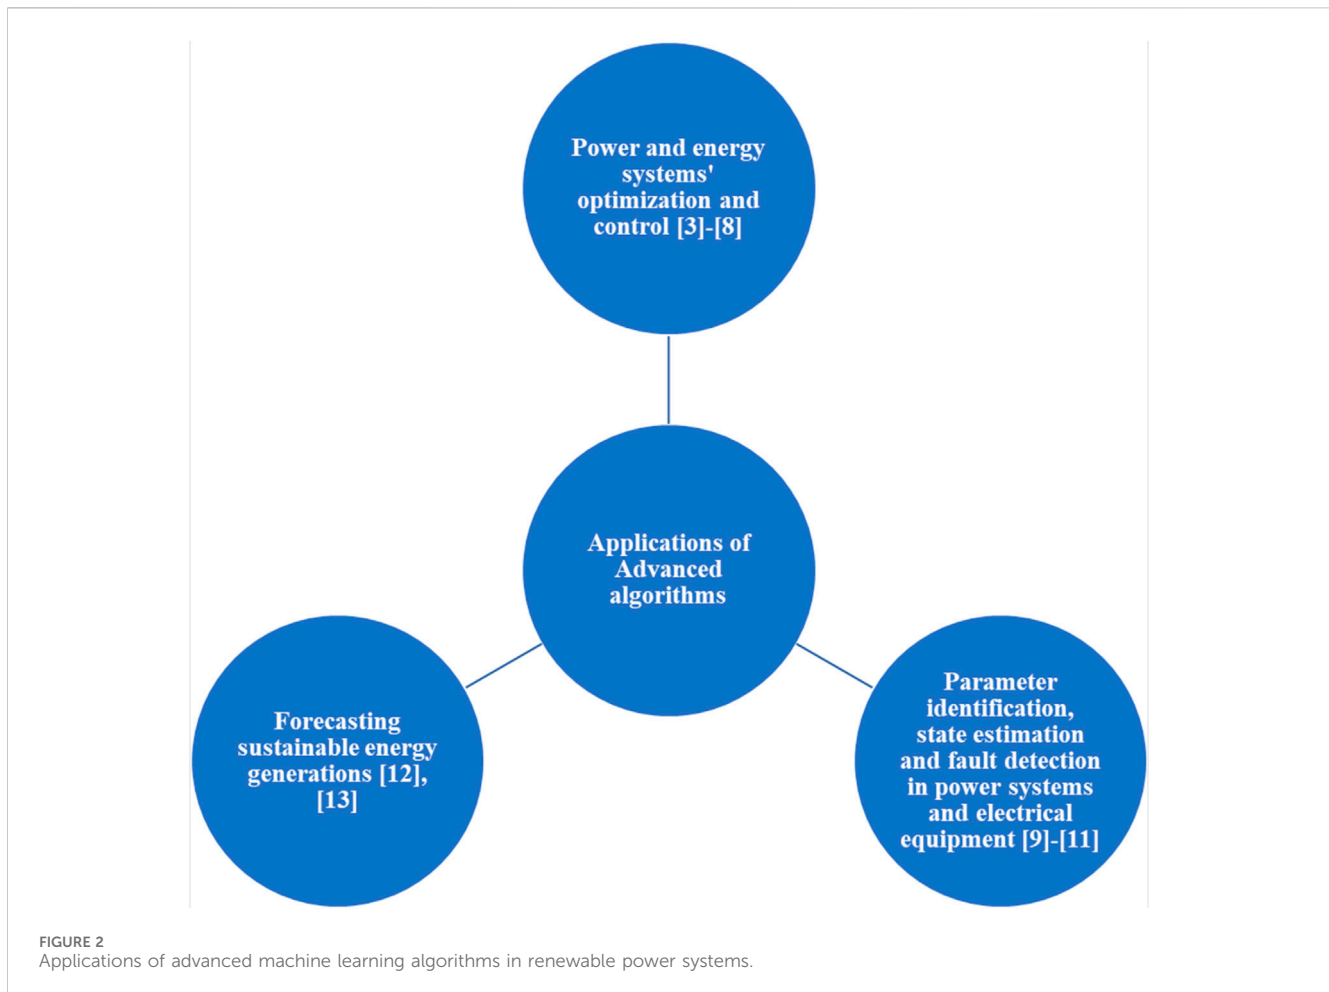 Power and energy
systems'
optimization and
control [3]-[8]
Applications of
Advanced
algorithms
Forecasting
sustainable energy
generations [12],
[13]
Parameter
identification,
state estimation
and fault detection
in power systems
and electrical
equipment [9]-[11]
FIGURE 2
Applications of advanced machine learning algorithms in renewable power systems.